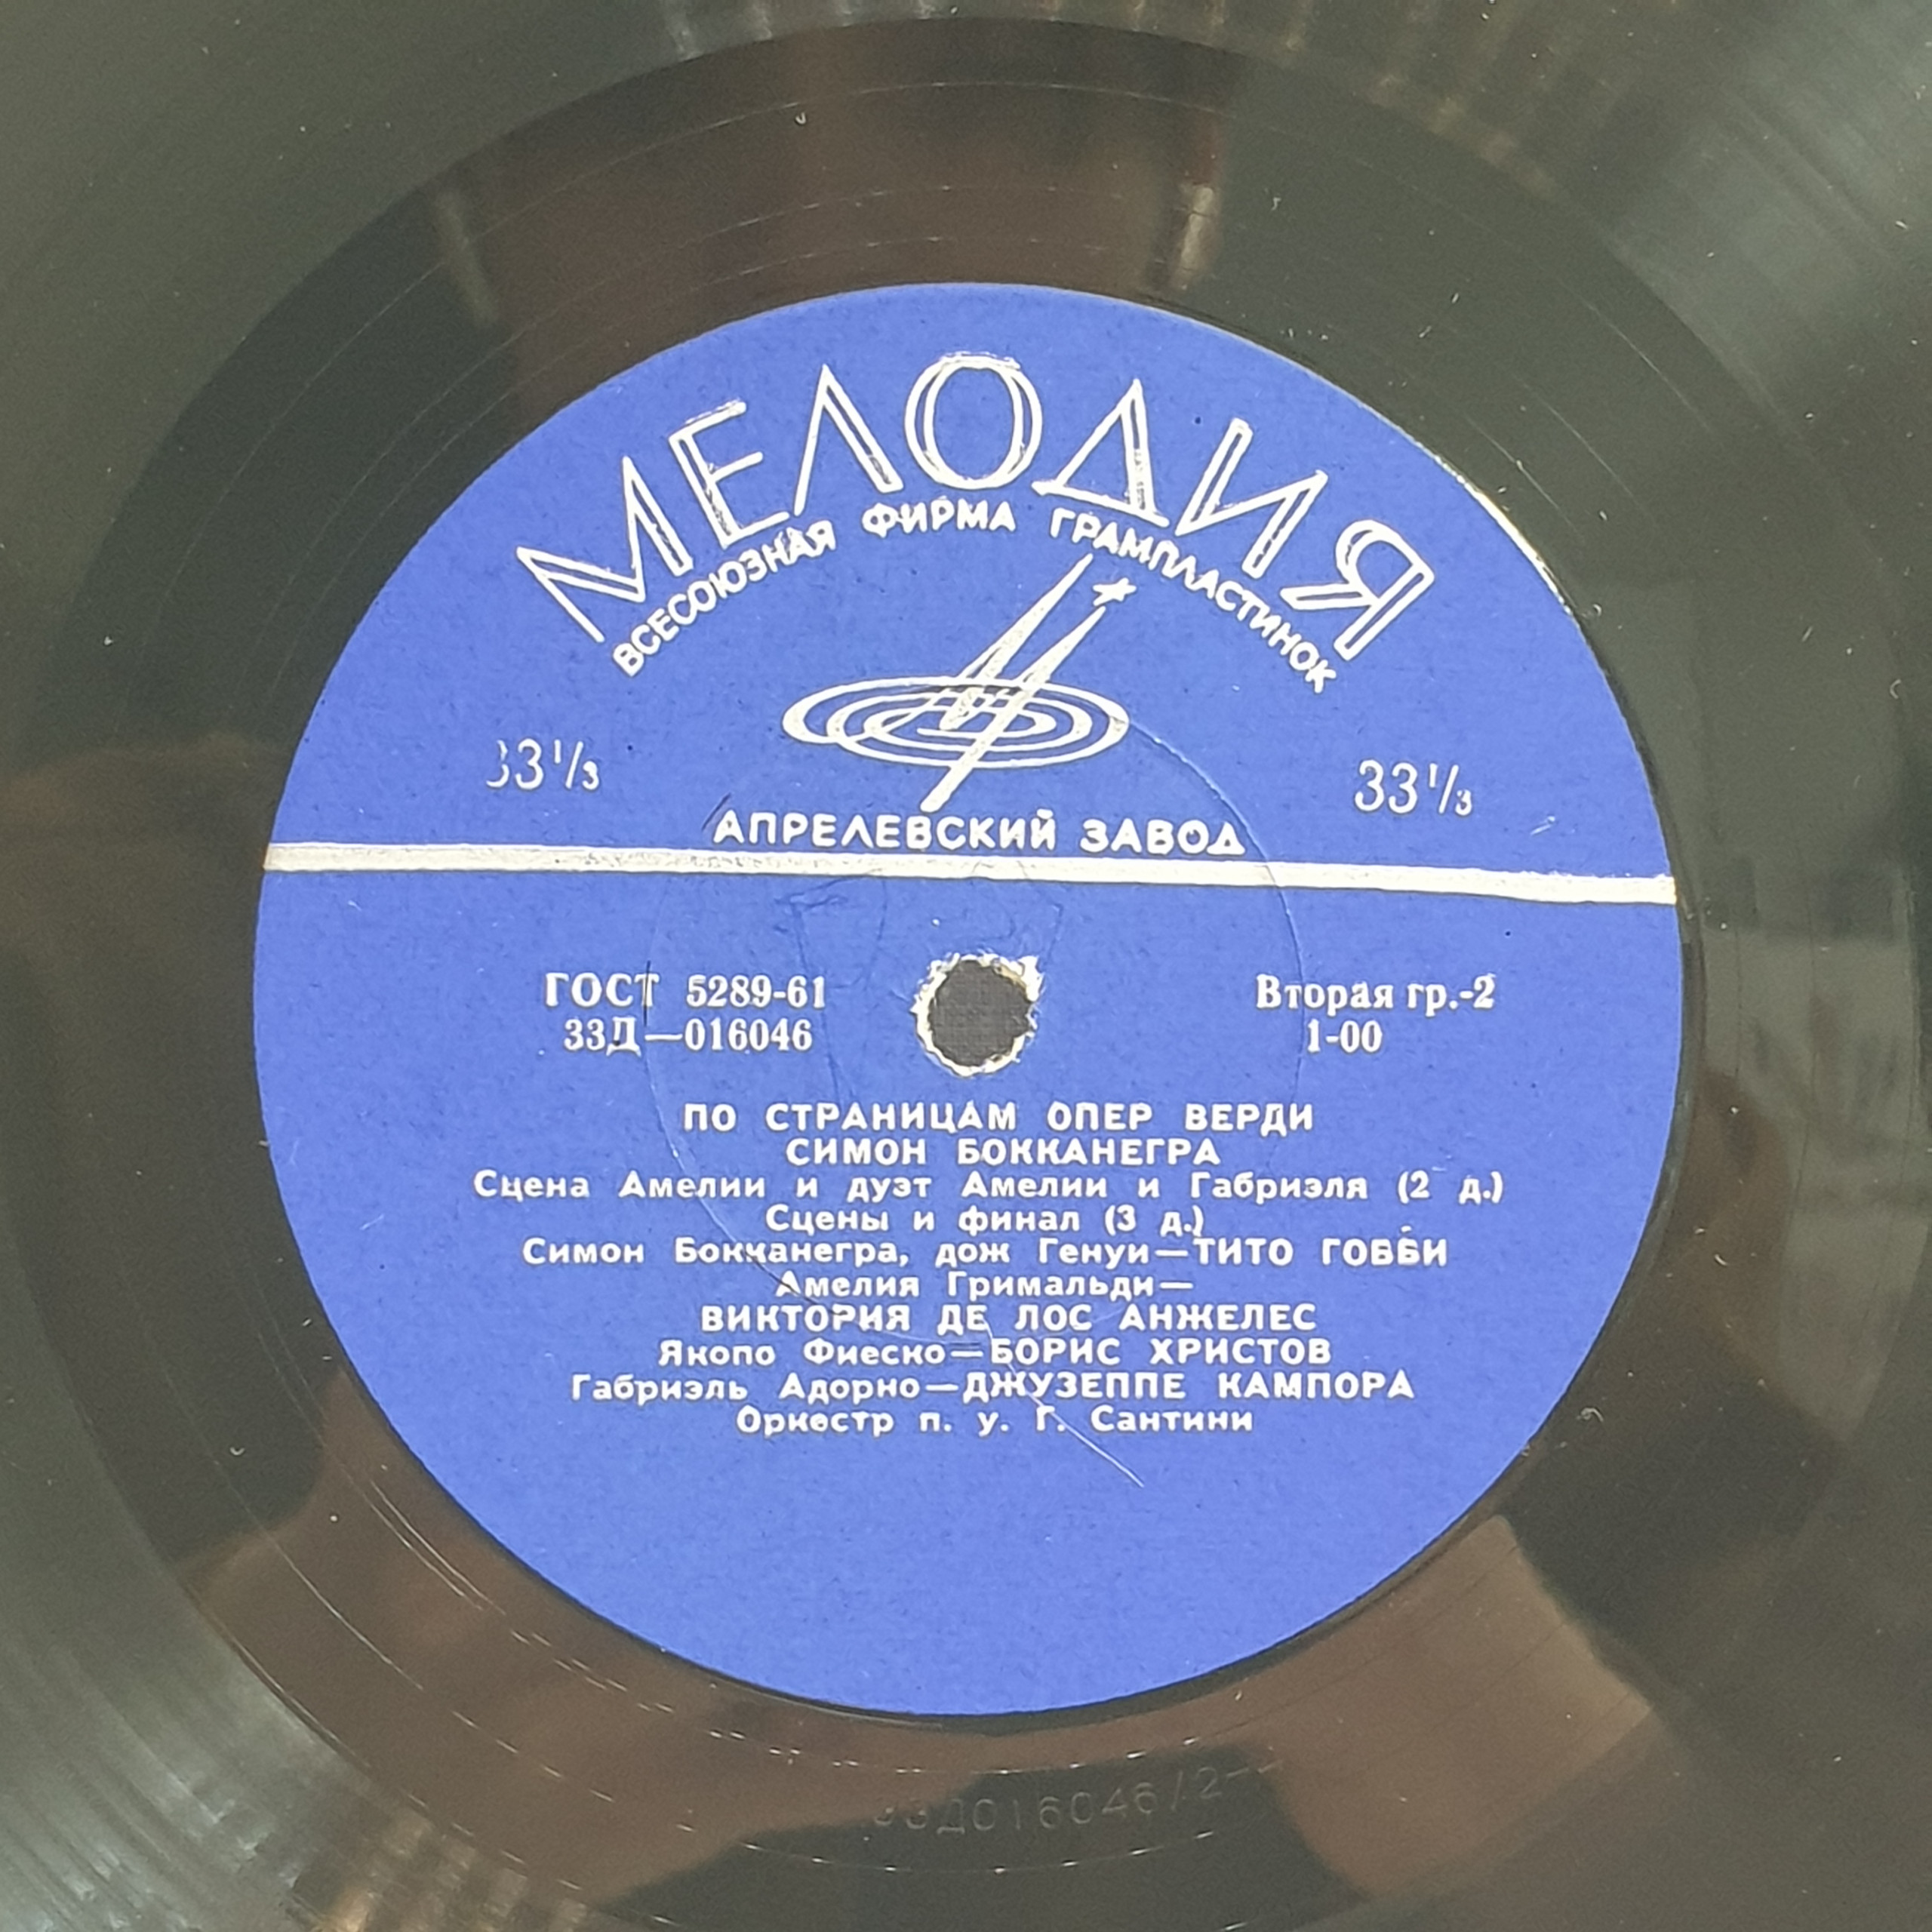 МЕЛОДИЯ
ВСЕСОЮЗНАЯ ФИРМА ГРАМПЛАСТИНОК
33⅓ 33⅓
АПРЕЛЕВСКИЙ ЗАВОД
ГОСТ 5289-61 Вторая гр.-2
33Д—016046 1-00
ПО СТРАНИЦАМ ОПЕР ВЕРДИ
СИМОН БОККАНЕГРА
Сцена Амелии и дуэт Амелии и Габриэля (2 д.)
Сцены и финал (3 д.)
Симон Бокканегра, дож Генуи—ТИТО ГОББИ
Амелия Гримальди—
ВИКТОРИЯ ДЕ ЛОС АНЖЕЛЕС
Якопо Фиеско—БОРИС ХРИСТОВ
Габриэль Адорно—ДЖУЗЕППЕ КАМПОРА
Оркестр п. у. Г. Сантини